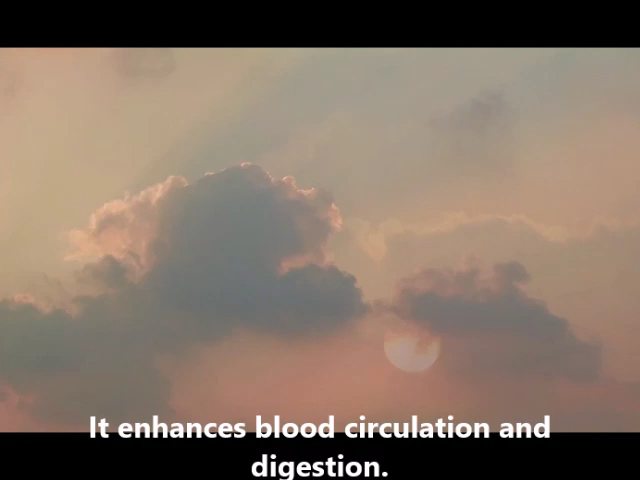 It enhances blood circulation and
digestion.